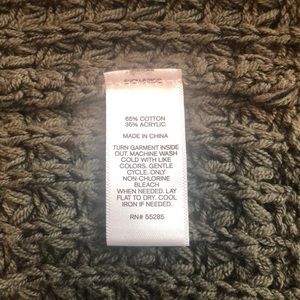 65% COTTON
35% ACRYLIC
MADE IN CHINA
TURN GARMENT INSIDE
OUT. MACHINE WASH
COLD WITH LIKE
COLORS. GENTLE
CYCLE. ONLY
NON-CHLORINE
BLEACH
WHEN NEEDED. LAY
FLAT TO DRY. COOL
IRON IF NEEDED.
RN# 55285